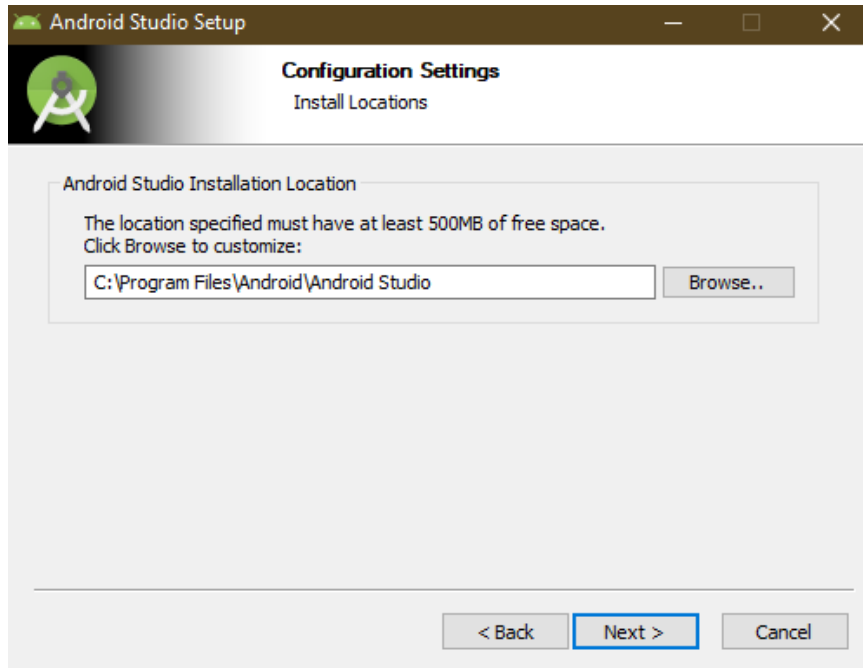 Android Studio Setup
Configuration Settings
Install Locations
Android Studio Installation Location
The location specified must have at least 500MB of free space.
Click Browse to customize:
C:\Program Files\Android\Android Studio
Browse..
< Back
Next >
Cancel